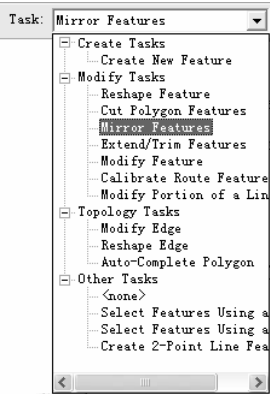 Task: Mirror Features
Create Tasks
Create New Feature
Modify Tasks
Reshape Feature
Cut Polygon Features
Mirror Features
Extend/Trim Features
Modify Feature
Calibrate Route Feature
Modify Portion of a Lin
Topology Tasks
Modify Edge
Reshape Edge
Auto-Complete Polygon
Other Tasks
<none>
Select Features Using a
Select Features Using a
Create 2-Point Line Fea